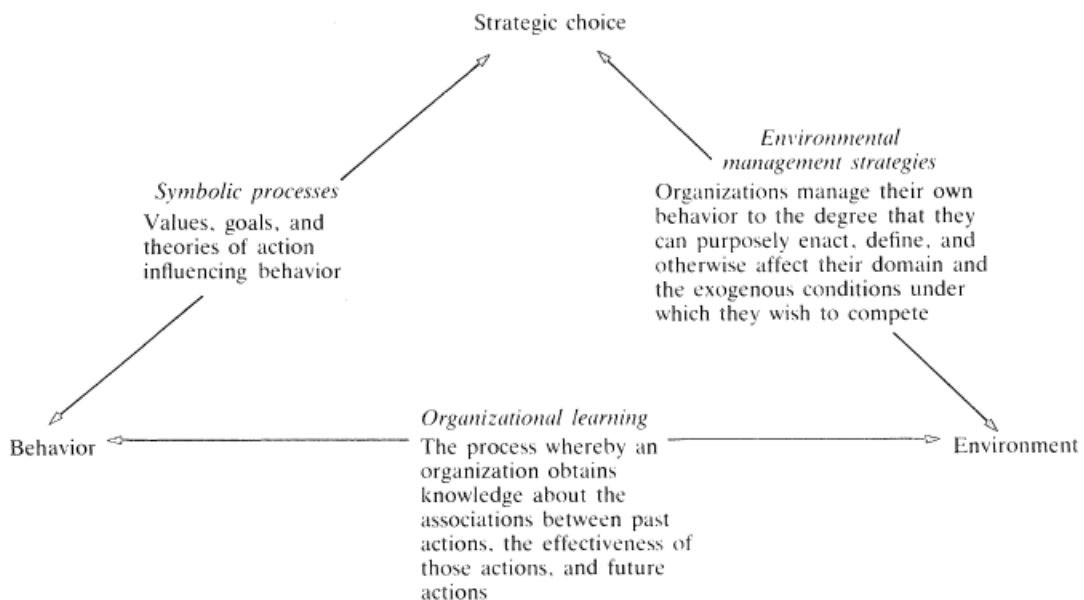 Strategic choice
Environmental
management strategies
Organizations manage their own
behavior to the degree that they
can purposely enact, define, and
otherwise affect their domain and
the exogenous conditions under
which they wish to compete
Symbolic processes
Values, goals, and
theories of action
influencing behavior
Behavior
Organizational learning
The process whereby an
organization obtains
knowledge about the
associations between past
actions, the effectiveness of
those actions, and future
actions
Environment